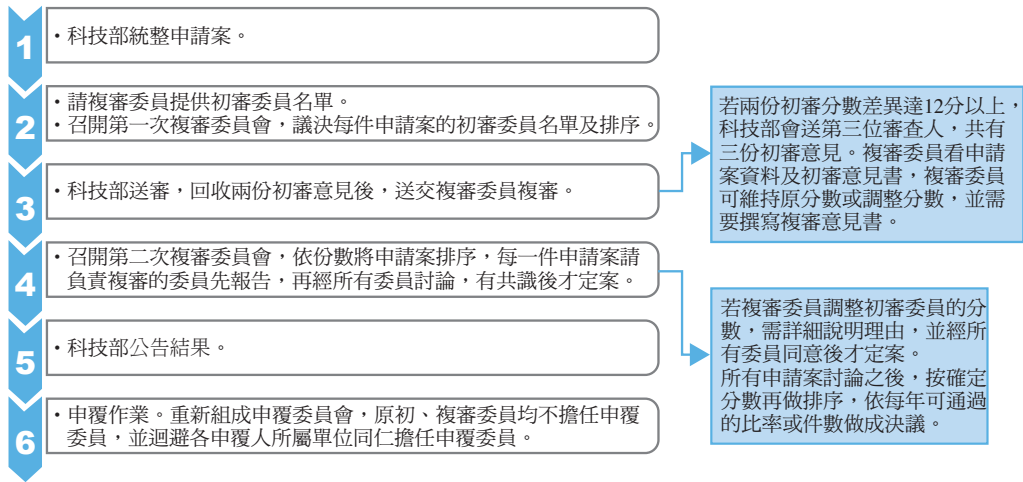 1
・科技部統整申請案。
2
・請複審委員提供初審委員名單。
・召開第一次複審委員會，議決每件申請案的初審委員名單及排序。
3
・科技部送審，回收兩份初審意見後，送交複審委員複審。
若兩份初審分數差異達12分以上，
科技部會送第三位審查人，共有
三份初審意見。複審委員看申請
案資料及初審意見書，複審委員
可維持原分數或調整分數，並需
要撰寫複審意見書。
4
・召開第二次複審委員會，依份數將申請案排序，每一件申請案請
負責複審的委員先報告，再經所有委員討論，有共識後才定案。
若複審委員調整初審委員的分
數，需詳細說明理由，並經所
有委員同意後才定案。
所有申請案討論之後，按確定
分數再做排序，依每年可通過
的比率或件數做成決議。
5
・科技部公告結果。
6
・申覆作業。重新組成申覆委員會，原初、複審委員均不擔任申覆
委員，並迴避各申覆人所屬單位同仁擔任申覆委員。